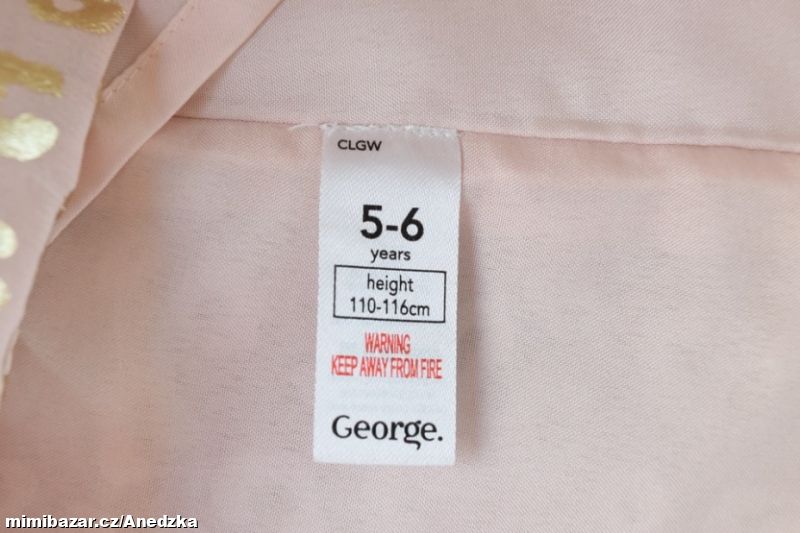 CLGW
5-6
years
height
110-116cm
WARNING
KEEP AWAY FROM FIRE
George.
mimibazar.cz/Anedzka